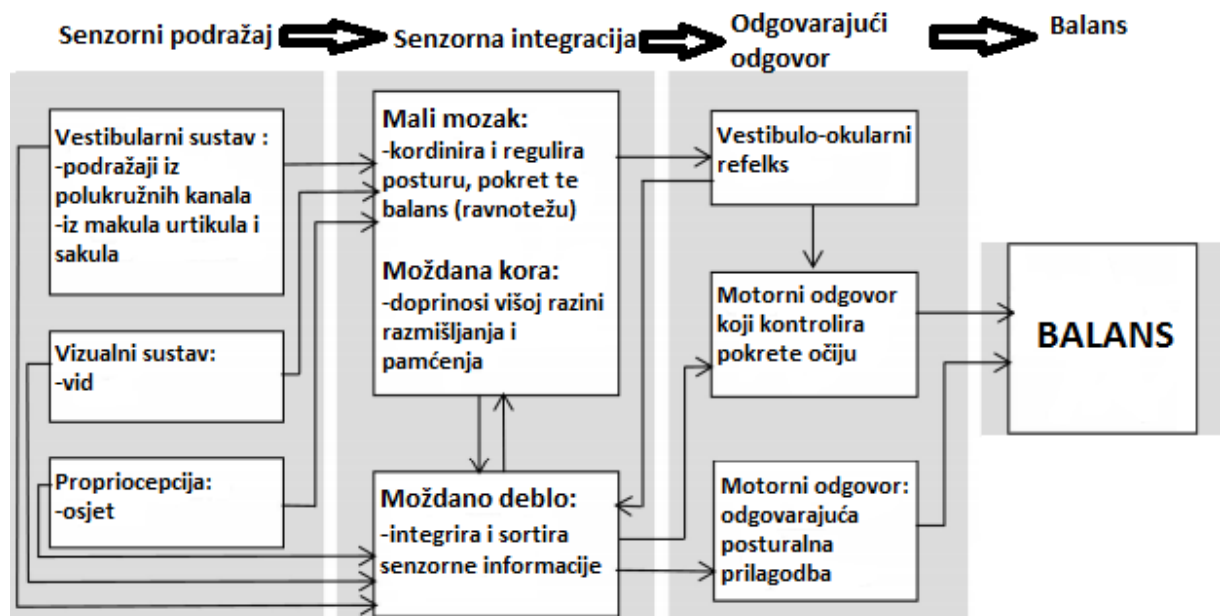 Senzorni podražaj
Senzorna integracija
Odgovarajući
odgovor
Balans
Vestibularni sustav :
-podražaji iz
polukružnih kanala
-iz makula urtikula i
sakula
Vizualni sustav:
-vid
Propriocepcija:
-osjet
Mali mozak:
-kordinira i regulira
posturu, pokret te
balans (ravnotežu)
Moždana kora:
-doprinosi višoj razini
razmišljanja i
pamćenja
Moždano deblo:
-integrira i sortira
senzorne informacije
Vestibulo-okularni
refelks
Motorni odgovor
koji kontrolira
pokrete očiju
Motorni odgovor:
odgovarajuća
posturalna
prilagodba
BALANS